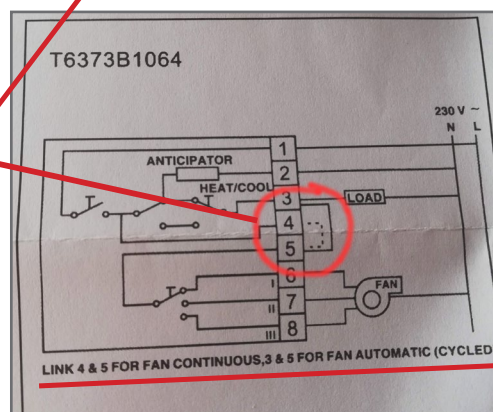 T6373B1064
230 V ~
N L
1
ANTICIPATOR
2
HEAT/COOL
3
LOAD
4
5
6
I
FAN
7
II
8
III
LINK 4 & 5 FOR FAN CONTINUOUS,3 & 5 FOR FAN AUTOMATIC (CYCLED